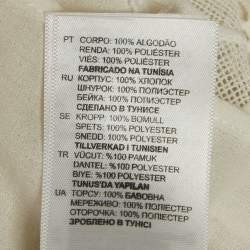 PT CORPO: 100% ALGODÃO
RENDA: 100% POLIÉSTER
VIÉS: 100% POLIÉSTER
FABRICADO NA TUNÍSIA
RU КОРПУС: 100% ХЛОПОК
ШНУРОК: 100% ПОЛИЭСТЕР
БЕЙКА: 100% ПОЛИЭСТЕР
СДЕЛАНО В ТУНИСЕ
SE KROPP: 100% BOMULL
SPETS: 100% POLYESTER
SNEDD: 100% POLYESTER
TILLVERKAD I TUNISIEN
TR VÜCUT: %100 PAMUK
DANTEL: %100 POLYESTER
BIYE: %100 POLYESTER
TUNUS'DA YAPILAN
UA ТОРСУ: 100% БАВОВНА
МЕРЕЖИВО: 100% ПОЛІЕСТЕР
ОТОРОЧКА: 100% ПОЛІЕСТЕР
ЗРОБЛЕНО В ТУНІСІ